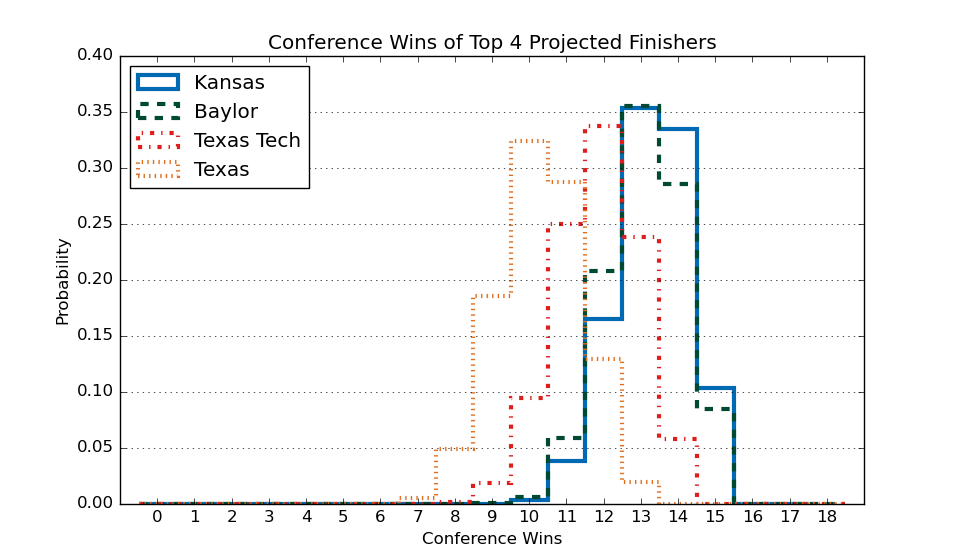 Conference Wins of Top 4 Projected Finishers
0.40
0.35
0.30
0.25
0.20
0.15
0.10
0.05
0.00
Probability
Kansas
Baylor
Texas Tech
Texas
0 1 2 3 4 5 6 7 8 9 10 11 12 13 14 15 16 17 18
Conference Wins